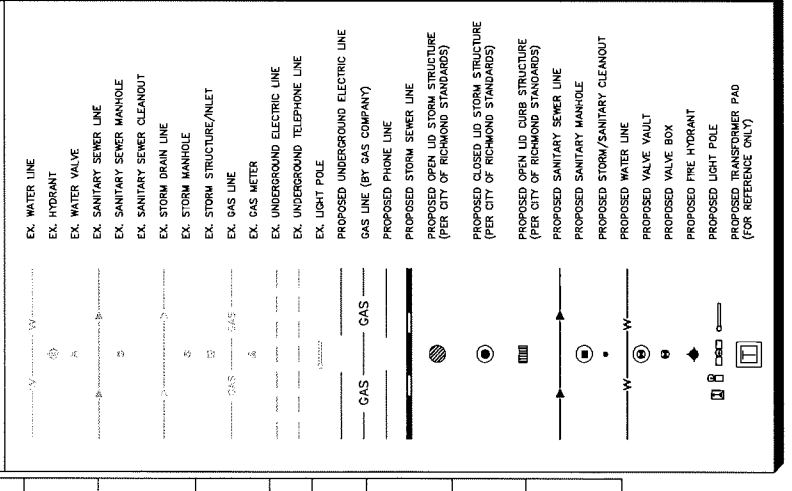 EX. WATER LINE
EX. HYDRANT
EX. WATER VALVE
EX. SANITARY SEWER LINE
EX. SANITARY SEWER MANHOLE
EX. SANITARY SEWER CLEANOUT
EX. STORM DRAIN LINE
EX. STORM MANHOLE
EX. STORM STRUCTURE/INLET
EX. GAS LINE
EX. GAS METER
EX. UNDERGROUND ELECTRIC LINE
EX. UNDERGROUND TELEPHONE LINE
EX. LIGHT POLE
PROPOSED UNDERGROUND ELECTRIC LINE
GAS LINE (BY GAS COMPANY)
PROPOSED PHONE LINE
PROPOSED STORM SEWER LINE
PROPOSED OPEN LID STORM STRUCTURE
(PER CITY OF RICHMOND STANDARDS)
PROPOSED CLOSED LID STORM STRUCTURE
(PER CITY OF RICHMOND STANDARDS)
PROPOSED OPEN LID CURB STRUCTURE
(PER CITY OF RICHMOND STANDARDS)
PROPOSED SANITARY SEWER LINE
PROPOSED SANITARY MANHOLE
PROPOSED STORM/SANITARY CLEANOUT
PROPOSED WATER LINE
PROPOSED VALVE VAULT
PROPOSED VALVE BOX
PROPOSED FIRE HYDRANT
PROPOSED LIGHT POLE
PROPOSED TRANSFORMER PAD
(FOR REFERENCE ONLY)
W W
GAS GAS
GAS GAS
W W
T